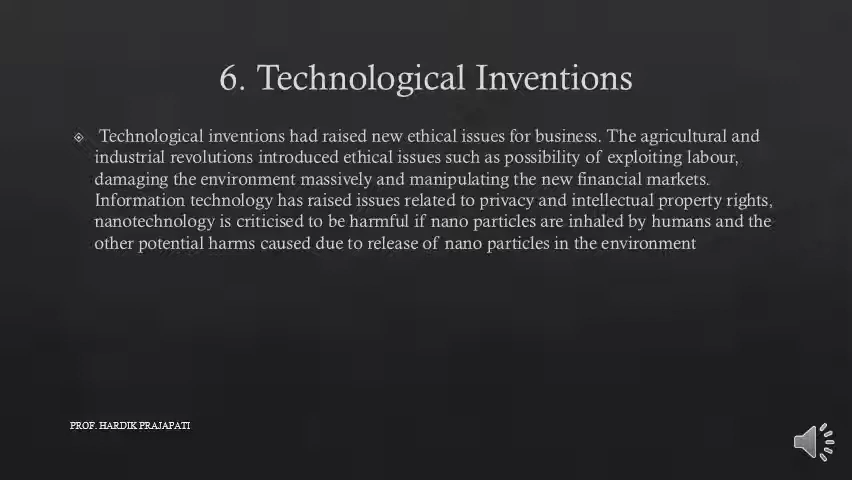 6. Technological Inventions
Technological inventions had raised new ethical issues for business. The agricultural and
industrial revolutions introduced ethical issues such as possibility of exploiting labour,
damaging the environment massively and manipulating the new financial markets.
Information technology has raised issues related to privacy and intellectual property rights,
nanotechnology is criticised to be harmful if nano particles are inhaled by humans and the
other potential harms caused due to release of nano particles in the environment
PROF. HARDIK PRAJAPATI